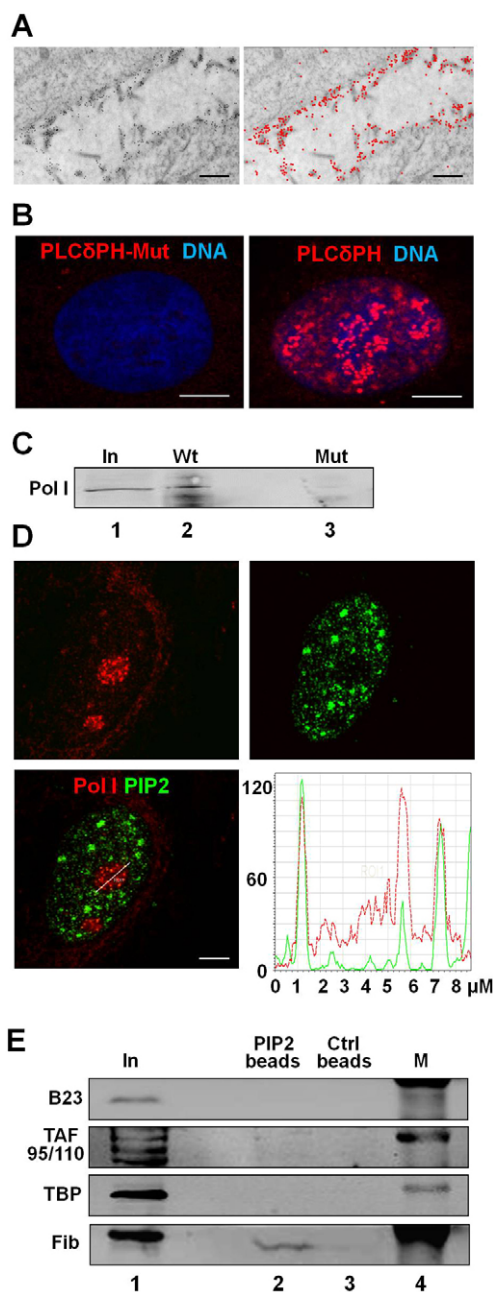 A
B
PLCδPH-Mut DNA PLCδPH DNA
C
In Wt Mut
Pol I
1 2 3
D
Pol I PIP2
120
60
0
0 1 2 3 4 5 6 7 8 µM
E
In PIP2 beads Ctrl beads M
B23
TAF
95/110
TBP
Fib
1 2 3 4